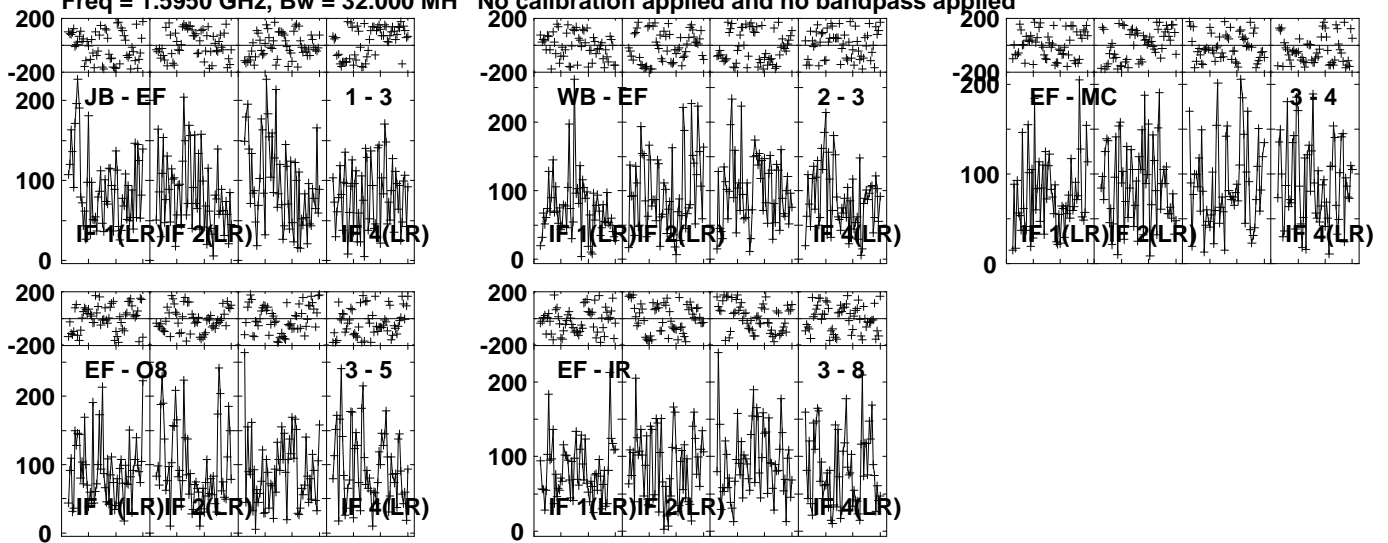 Freq = 1.5950 GHz, Bw = 32.000 MH No calibration applied and no bandpass applied
200
-200
200
100
0
JB - EF 1 - 3
IF 1(LR) IF 2(LR) IF 4(LR)
200
-200
200
100
0
WB - EF 2 - 3
IF 1(LR) IF 2(LR) IF 4(LR)
200
-200
200
100
0
EF - MC 3 - 4
IF 1(LR) IF 2(LR) IF 4(LR)
200
-200
200
100
0
EF - O8 3 - 5
IF 1(LR) IF 2(LR) IF 4(LR)
200
-200
200
100
0
EF - IR 3 - 8
IF 1(LR) IF 2(LR) IF 4(LR)